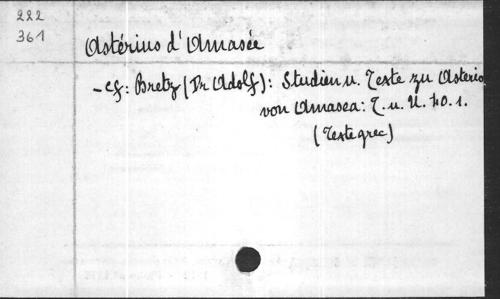 222
361
Astérius d'Amasée
- cf: Bretz (Dr Adolf): Studien u. Texte zu Asterios
von Amasea: T. u. U. 40. 1.
(Texte grec)